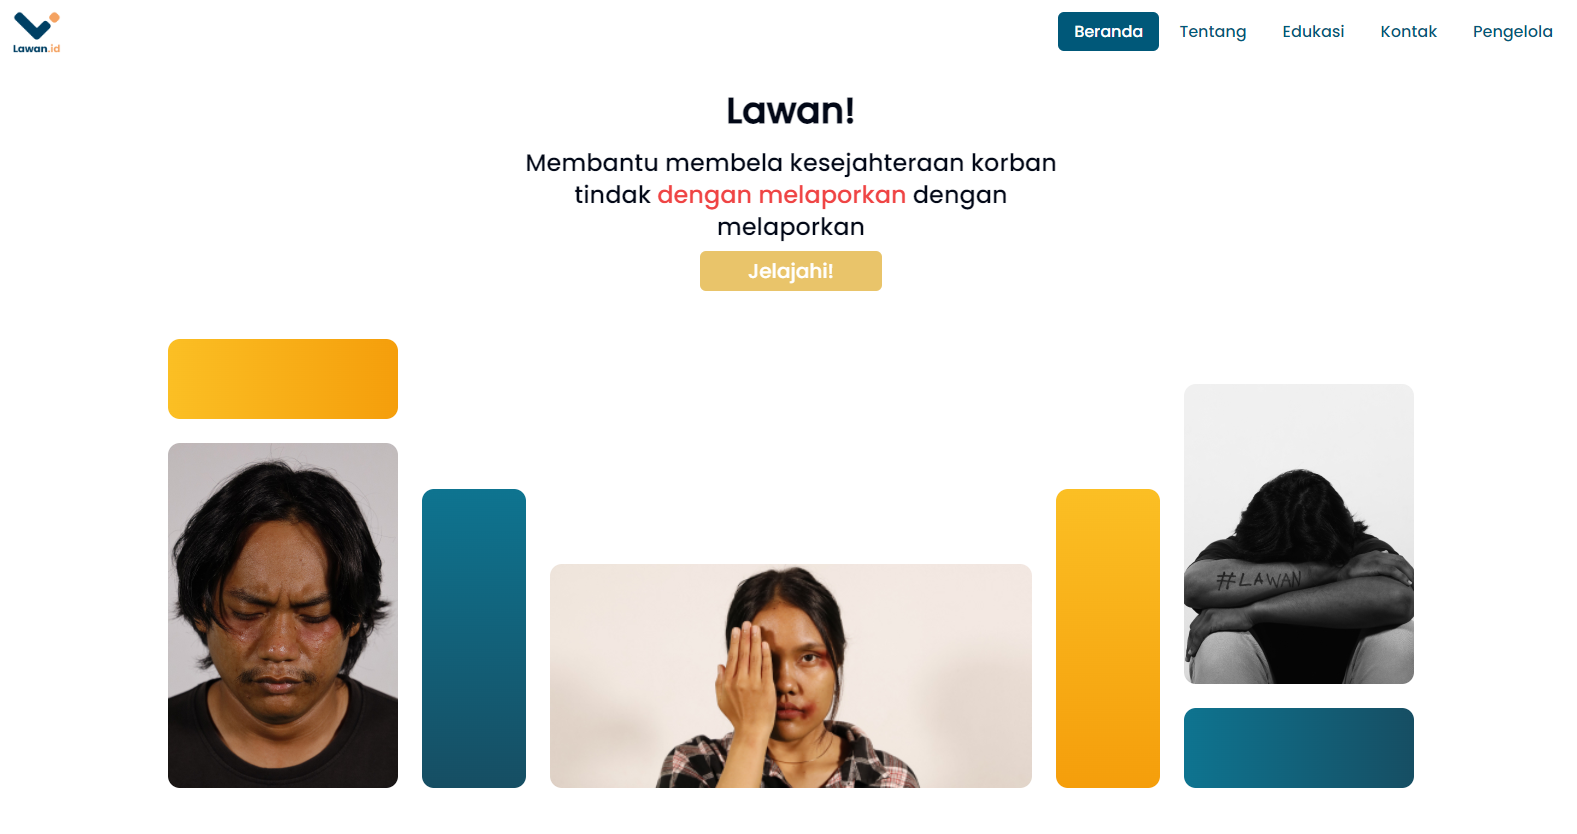 Lawan.id
Beranda Tentang Edukasi Kontak Pengelola
Lawan!
Membantu membela kesejahteraan korban
tindak dengan melaporkan dengan
melaporkan
Jelajahi!
#LAWAN